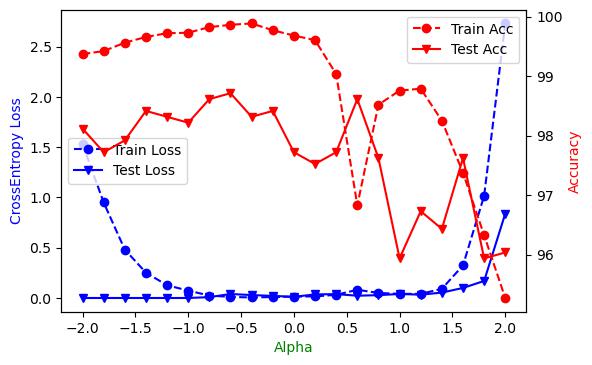 Train Acc
Test Acc
Train Loss
Test Loss
CrossEntropy Loss
Accuracy
Alpha
2.5
2.0
1.5
1.0
0.5
0.0
100
99
98
97
96
−2.0 −1.5 −1.0 −0.5 0.0 0.5 1.0 1.5 2.0